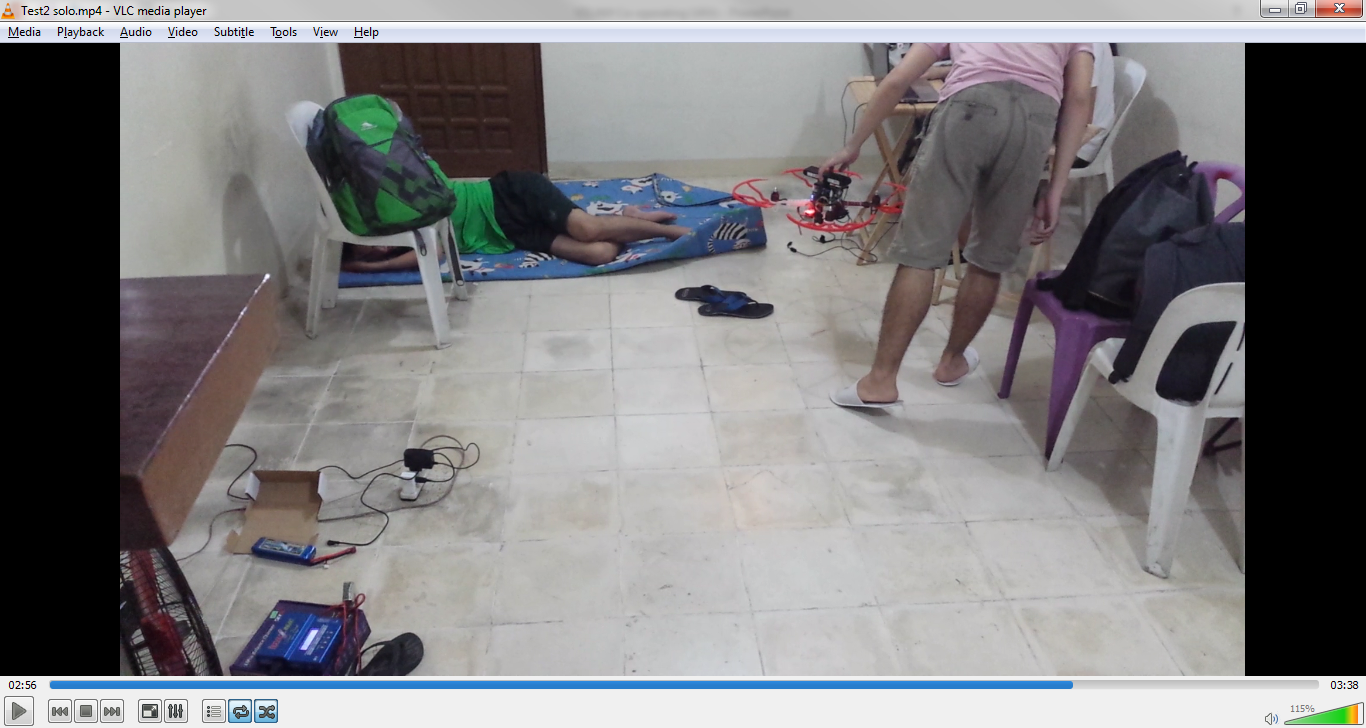 Test2 solo.mp4 - VLC media player
Media Playback Audio Video Subtitle Tools View Help
02:56
03:38
115%